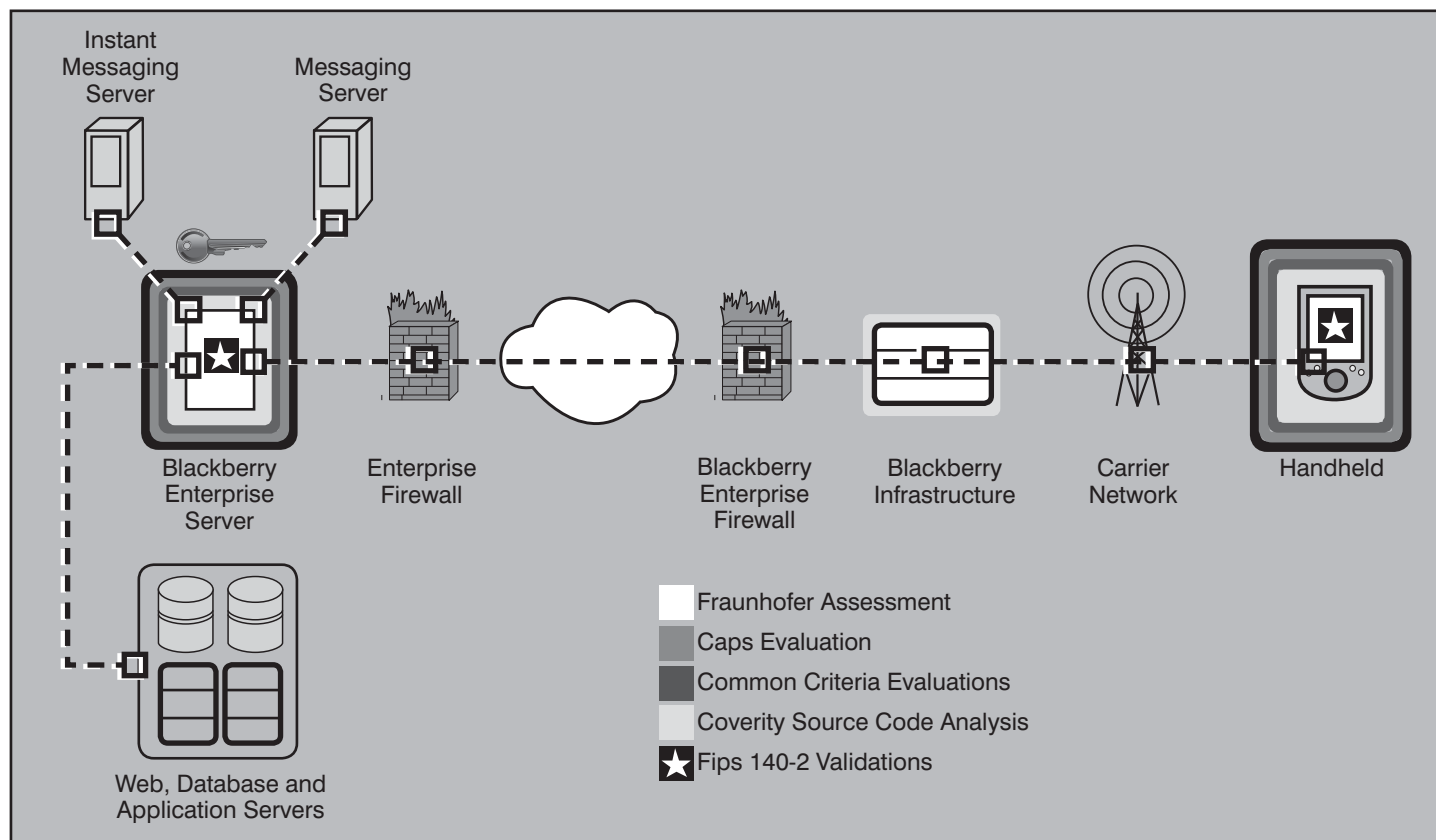 Instant
Messaging
Server
Messaging
Server
Blackberry
Enterprise
Server
Enterprise
Firewall
Blackberry
Enterprise
Firewall
Blackberry
Infrastructure
Carrier
Network
Handheld
Web, Database and
Application Servers
Fraunhofer Assessment
Caps Evaluation
Common Criteria Evaluations
Coverity Source Code Analysis
Fips 140-2 Validations